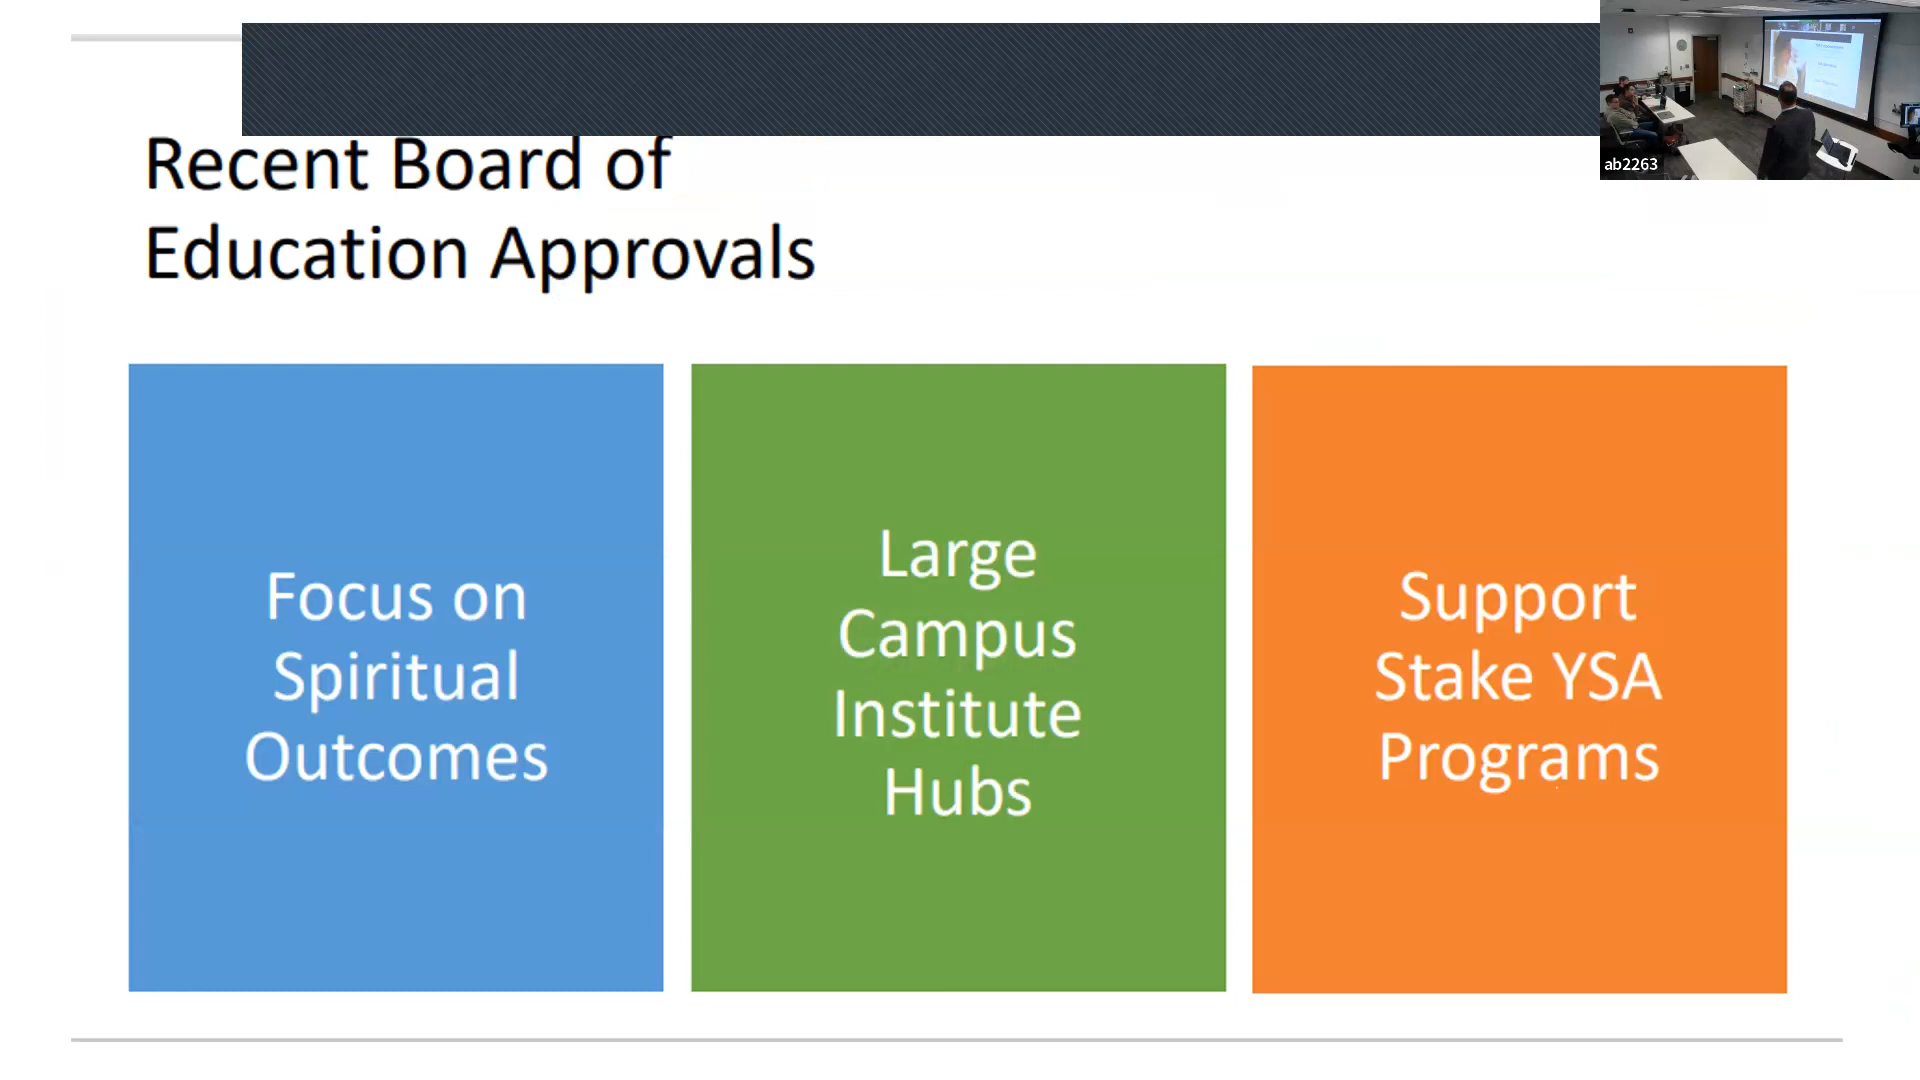 Recent Board of
Education Approvals
Focus on
Spiritual
Outcomes
Large
Campus
Institute
Hubs
Support
Stake YSA
Programs
ab2263